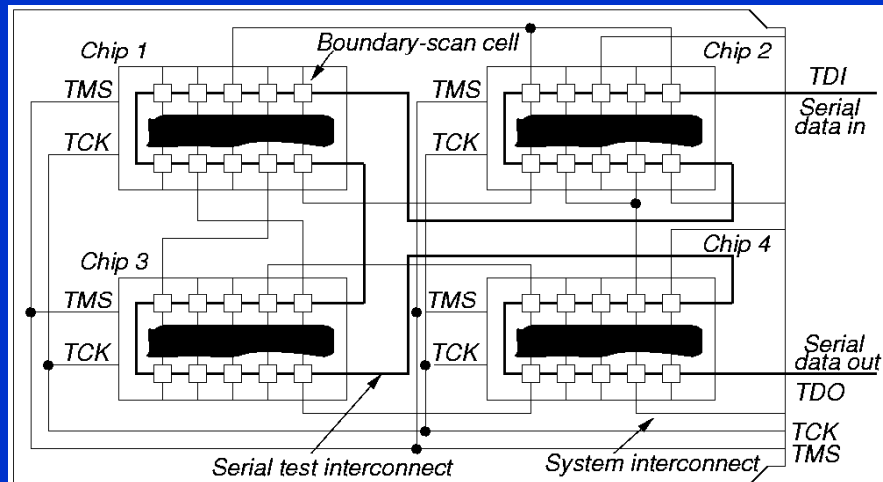 Boundary-scan cell
Chip 1
Chip 2
TDI
TMS
TMS
Serial
data in
TCK
TCK
Chip 3
Chip 4
TMS
TMS
Serial
data out
TCK
TCK
TDO
TCK
TMS
Serial test interconnect
System interconnect